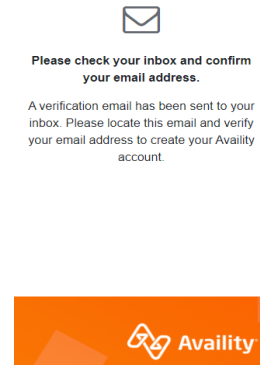 Please check your inbox and confirm
your email address.
A verification email has been sent to your
inbox. Please locate this email and verify
your email address to create your Availity
account.
Availity